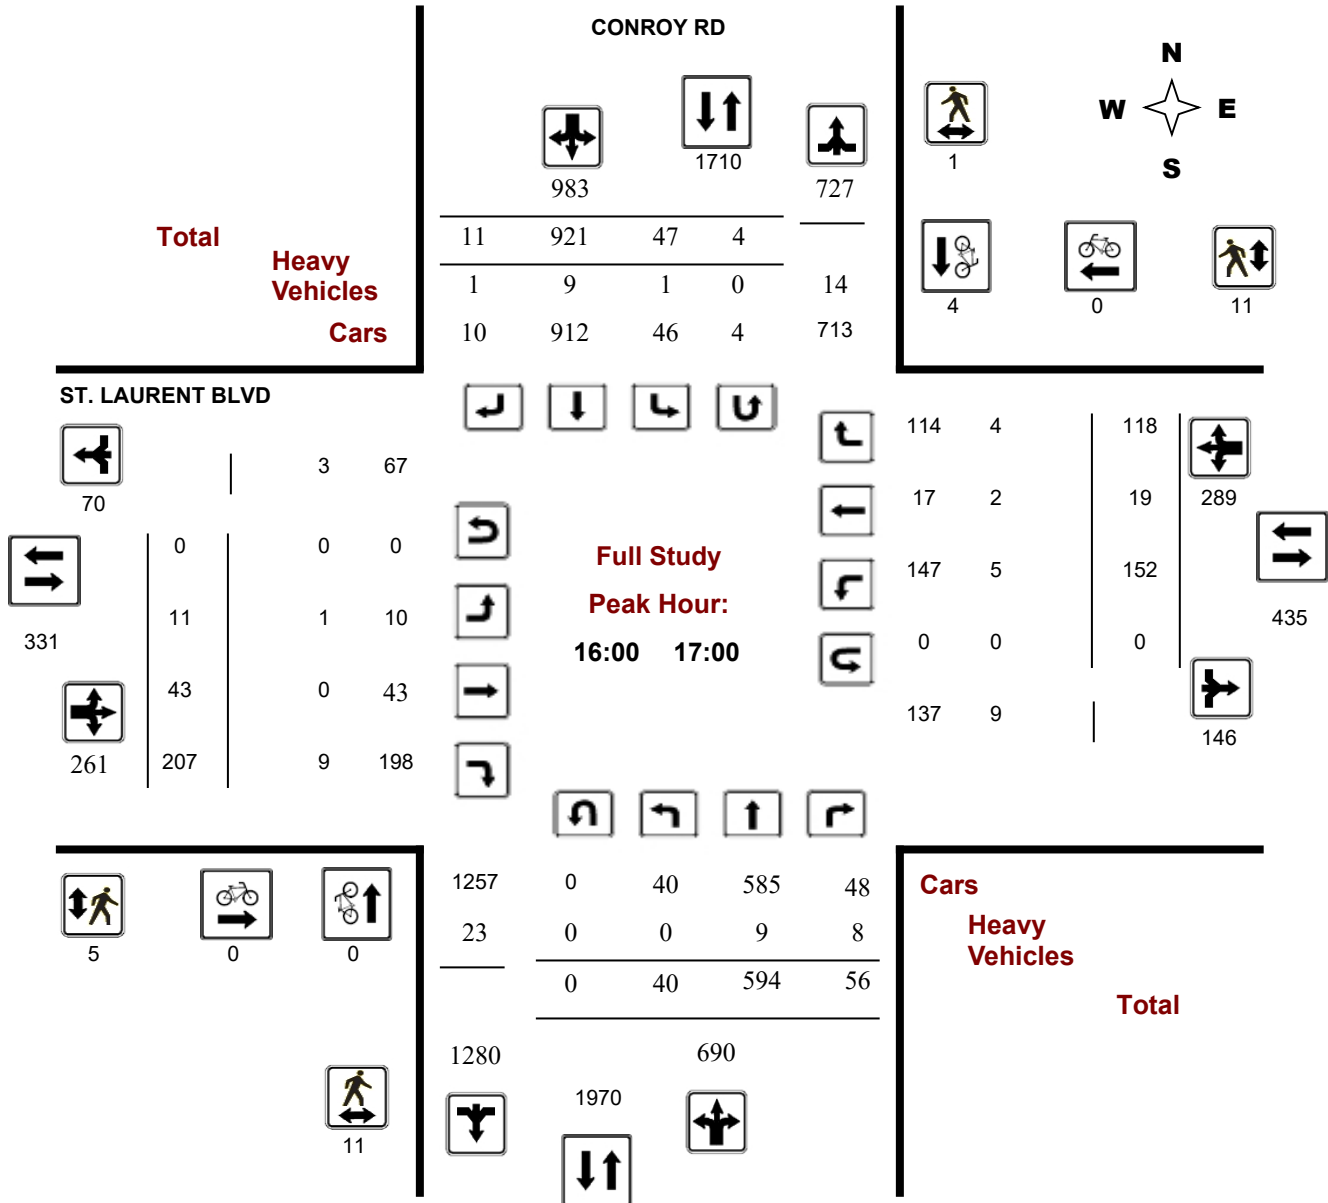 CONROY RD
N
W E
S
1710
1
983 727
Total 11 921 47 4
Heavy
Vehicles 1 9 1 0 14
Cars 10 912 46 4 713
4 0 11
ST. LAURENT BLVD
114 4 118
3 67
70
17 2 19 289
0 0 0
Full Study
147 5 152
11 1 10
Peak Hour:
331
435
16:00 17:00
0 0 0
43 0 43
137 9
146
261 207 9 198
1257 0 40 585 48 Cars
23 0 0 9 8 Heavy
Vehicles
5 0 0
0 40 594 56
Total
1280 690
1970
11